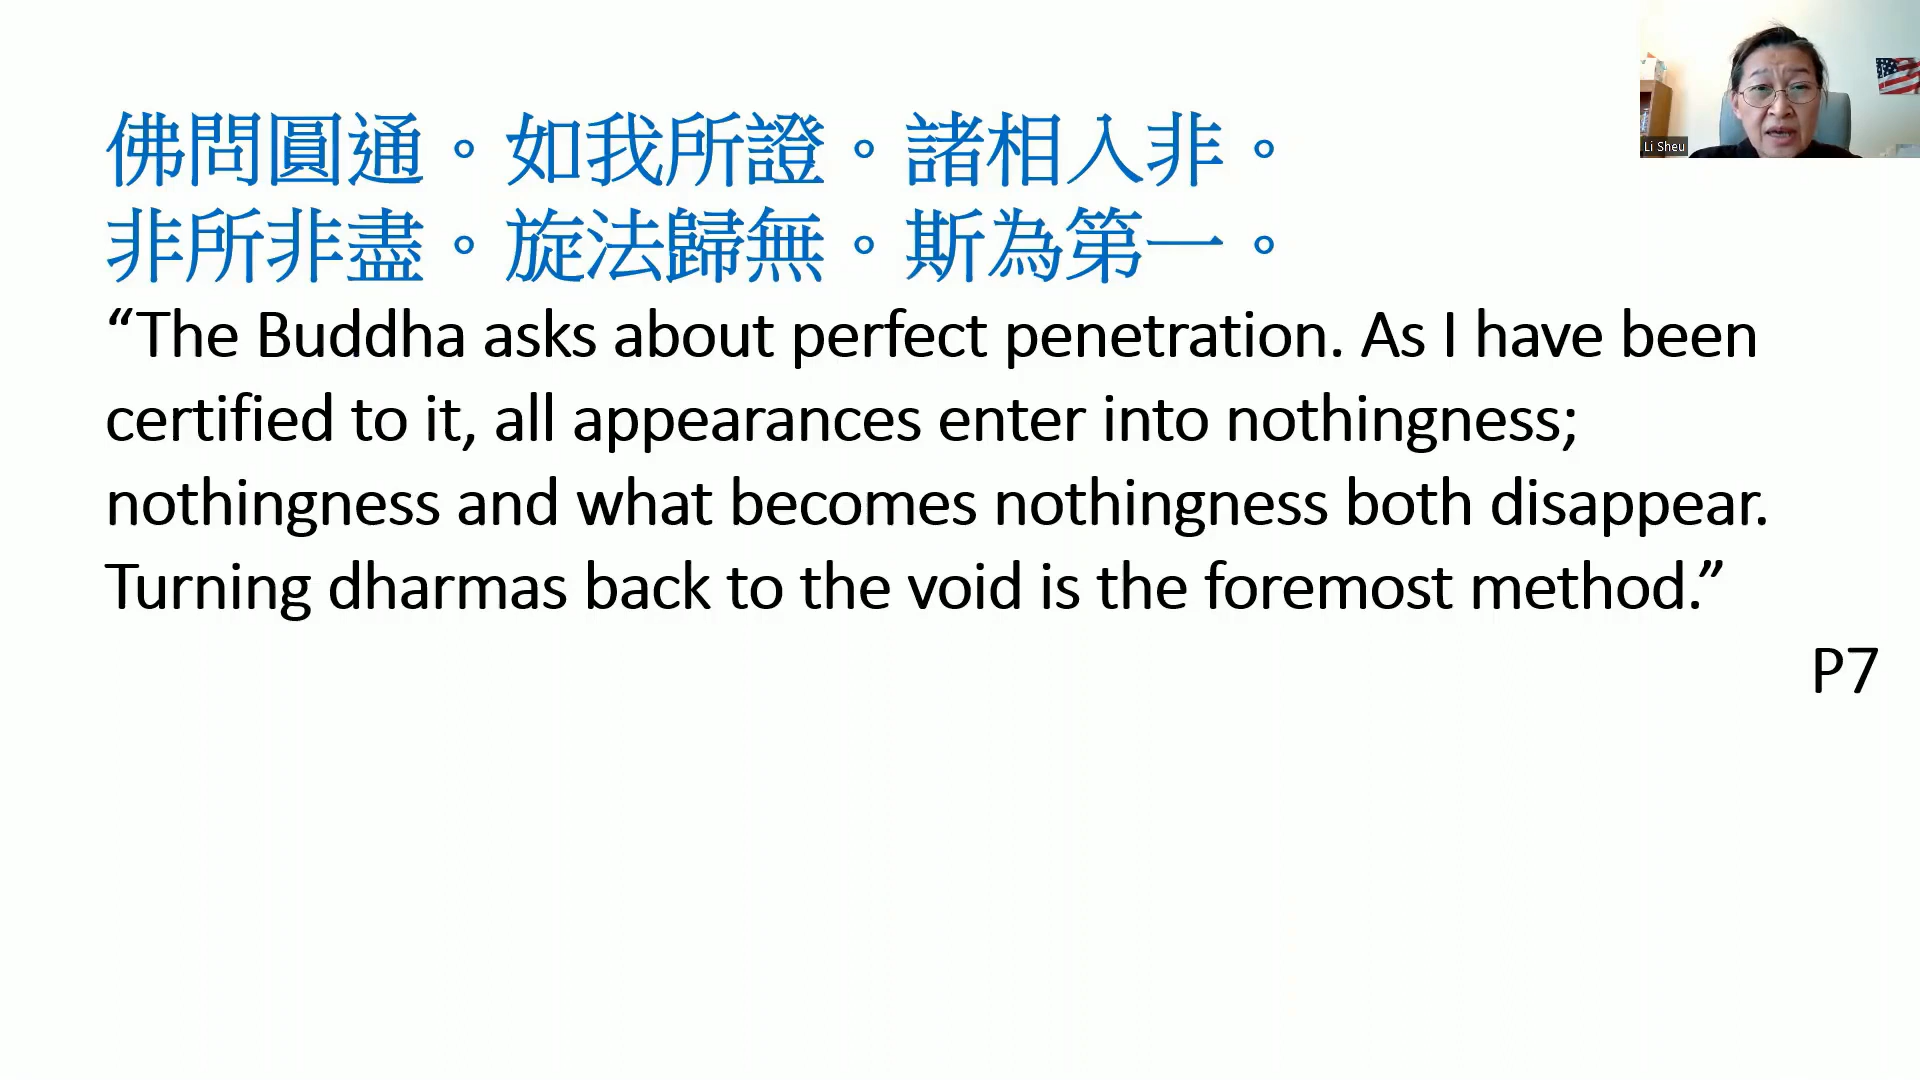 佛問圓通。如我所證。諸相入非。
非所非盡。旋法歸無。斯為第一。
“The Buddha asks about perfect penetration. As I have been
certified to it, all appearances enter into nothingness;
nothingness and what becomes nothingness both disappear.
Turning dharmas back to the void is the foremost method.”
P7
Li Sheu